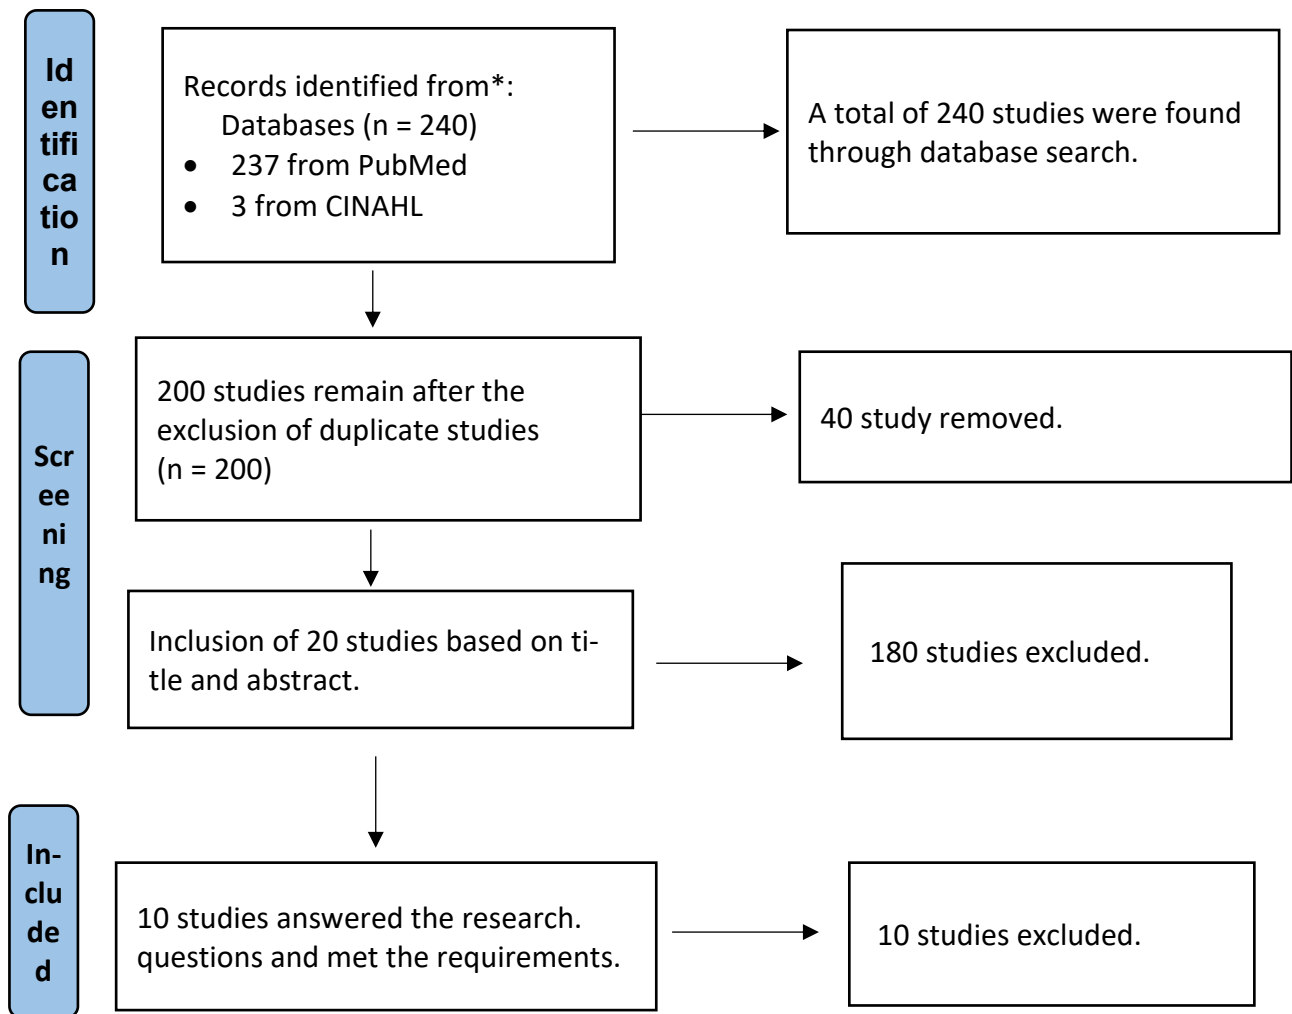 Id
en
tifi
ca
tio
n
Records identified from*:
Databases (n = 240)
• 237 from PubMed
• 3 from CINAHL
A total of 240 studies were found
through database search.
Scr
ee
ni
ng
200 studies remain after the
exclusion of duplicate studies
(n = 200)
40 study removed.
Inclusion of 20 studies based on ti-
tle and abstract.
180 studies excluded.
In-
clu
de
d
10 studies answered the research.
questions and met the requirements.
10 studies excluded.